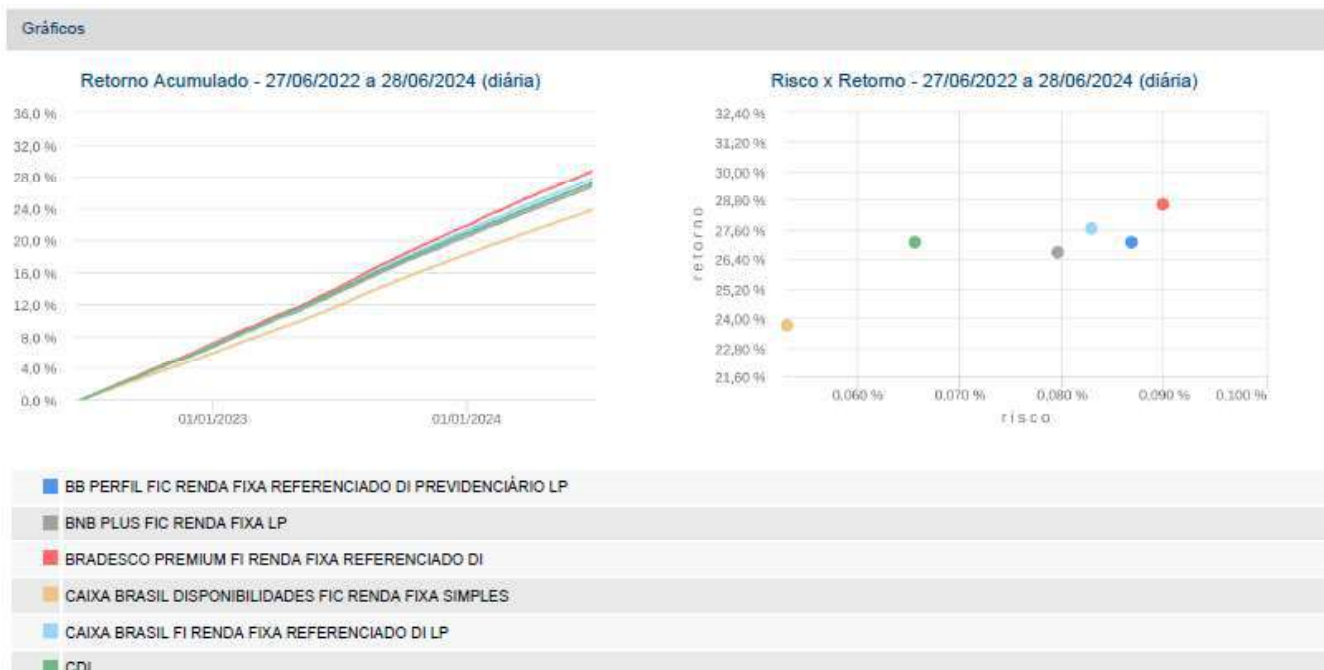 Gráficos
Retorno Acumulado - 27/06/2022 a 28/06/2024 (diária)
36,0 %
32,0 %
28,0 %
24,0 %
20,0 %
16,0 %
12,0 %
8,0 %
4,0 %
0,0 %
01/01/2023
01/01/2024
Risco x Retorno - 27/06/2022 a 28/06/2024 (diária)
retorno
32,40 %
31,20 %
30,00 %
28,80 %
27,60 %
26,40 %
25,20 %
24,00 %
22,80 %
21,60 %
0,060 %
0,070 %
0,080 %
0,090 %
0,100 %
risco
BB PERFIL FIC RENDA FIXA REFERENCIADO DI PREVIDENCIÁRIO LP
BNB PLUS FIC RENDA FIXA LP
BRADESCO PREMIUM FI RENDA FIXA REFERENCIADO DI
CAIXA BRASIL DISPONIBILIDADES FIC RENDA FIXA SIMPLES
CAIXA BRASIL FI RENDA FIXA REFERENCIADO DI LP
CDI